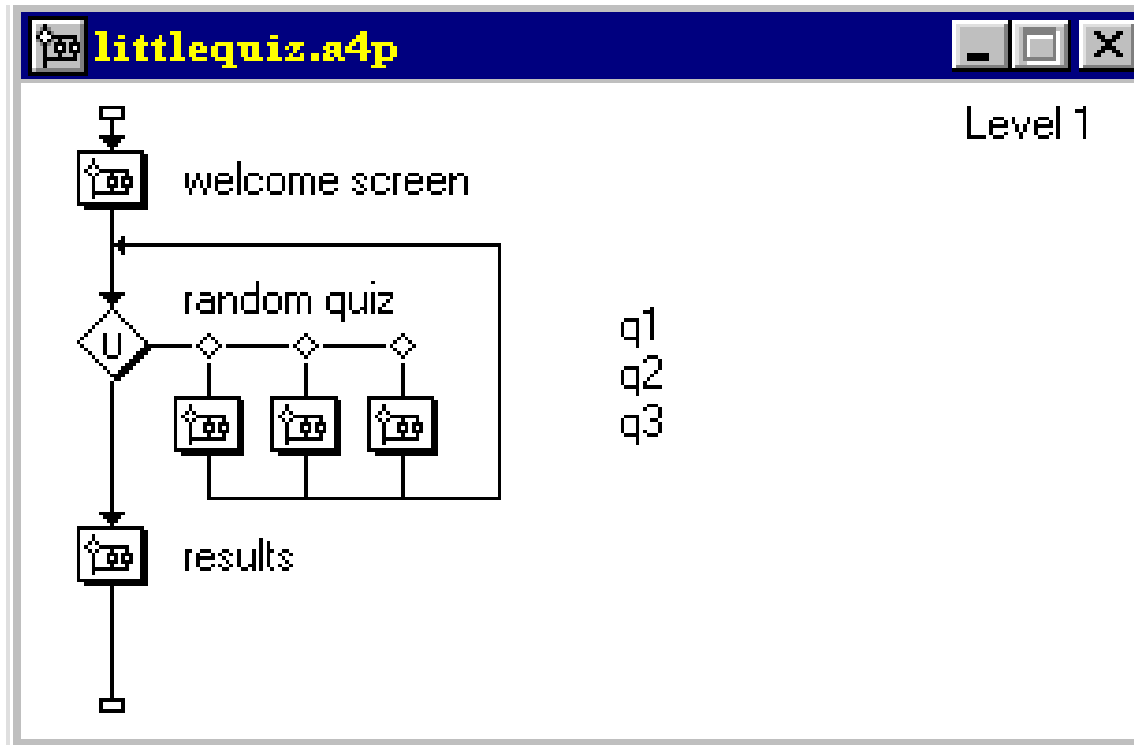 littlequiz.a4p
Level 1
welcome screen
random quiz
U
q1
q2
q3
results